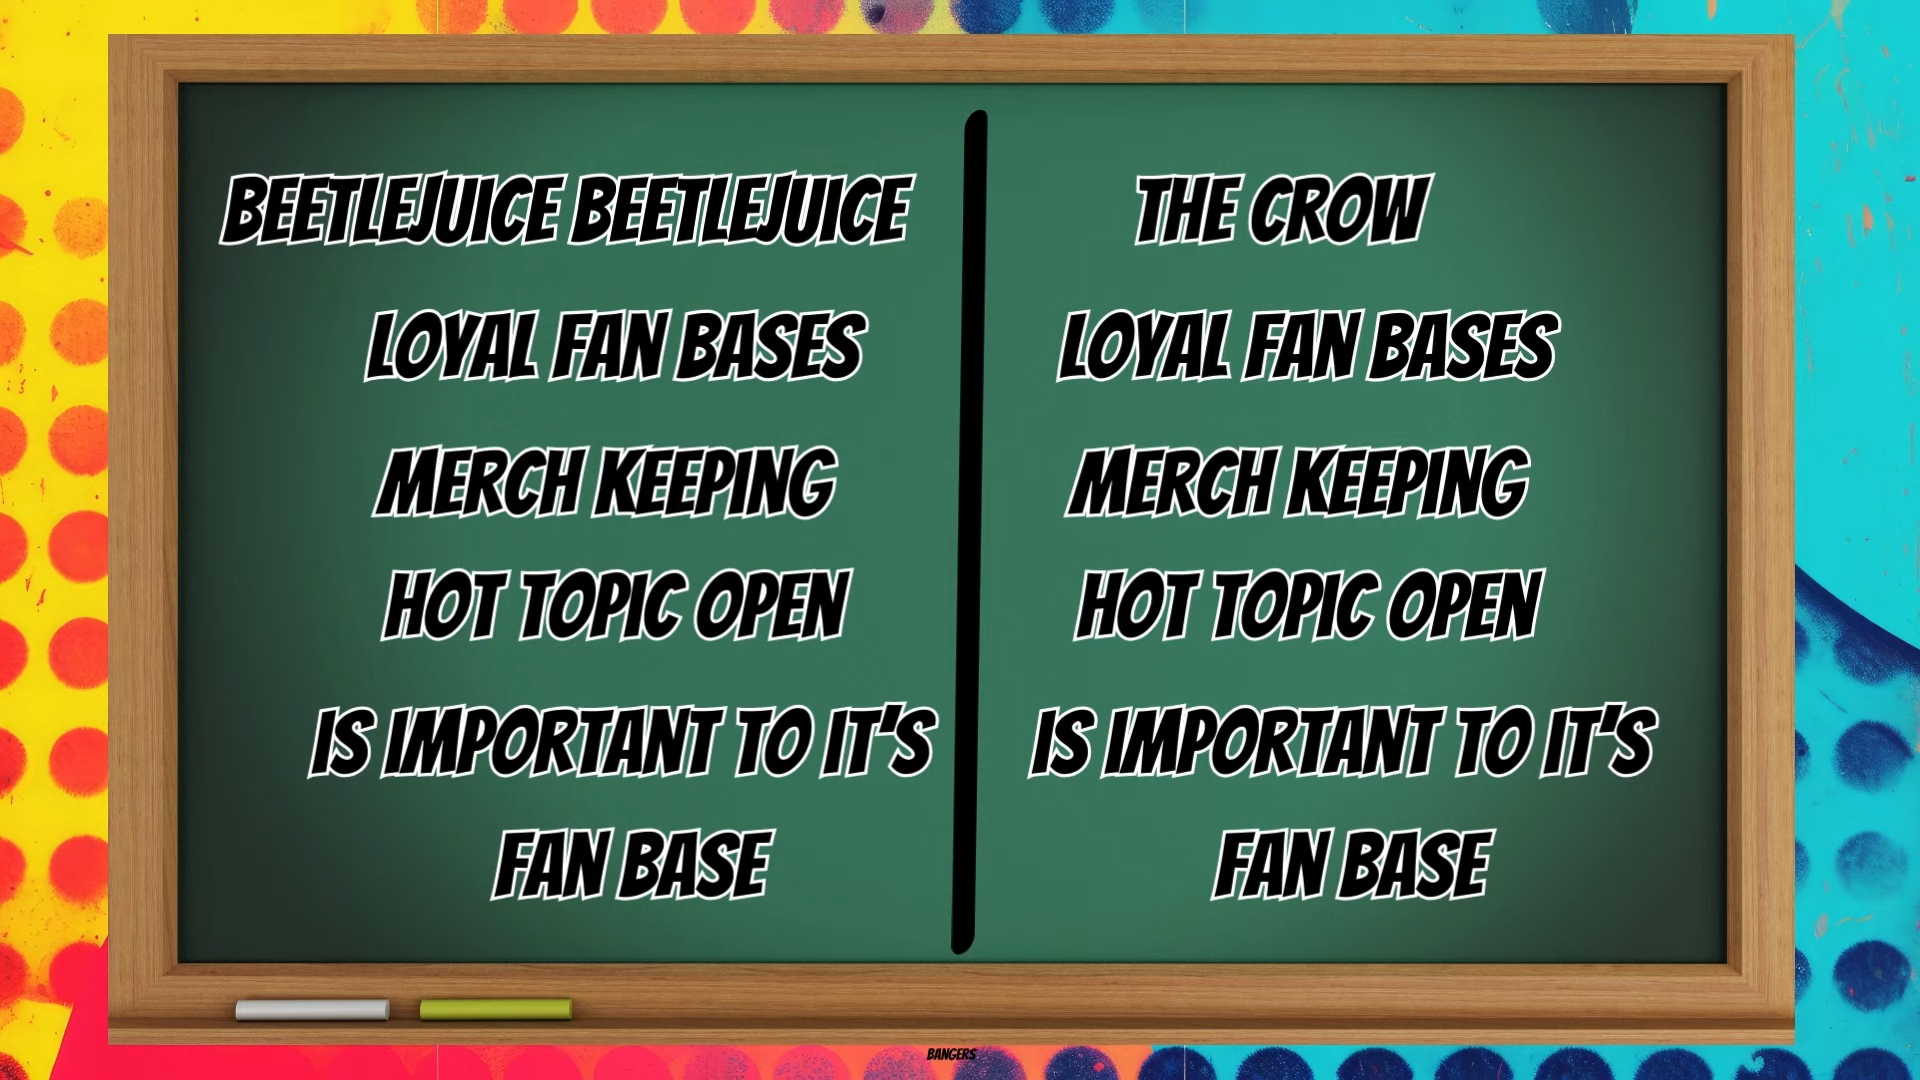 BEETLEJUICE BEETLEJUICE
LOYAL FAN BASES
MERCH KEEPING
HOT TOPIC OPEN
IS IMPORTANT TO IT'S
FAN BASE
THE CROW
LOYAL FAN BASES
MERCH KEEPING
HOT TOPIC OPEN
IS IMPORTANT TO IT'S
FAN BASE
BANGERS